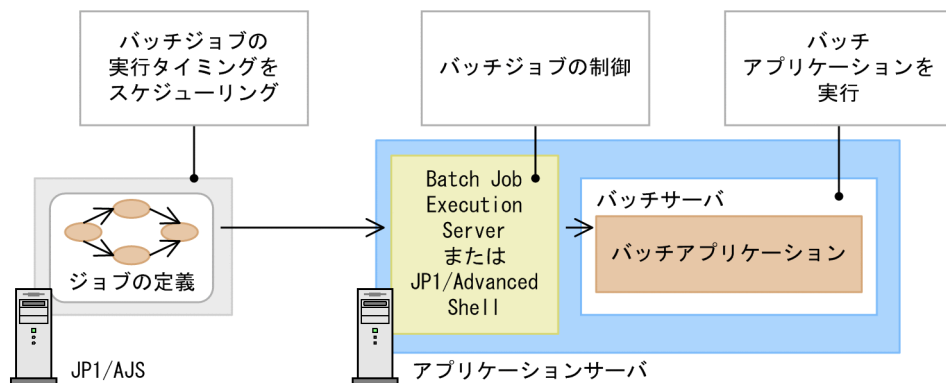 バッチジョブの
実行タイミングを
スケジューリング
バッチジョブの制御
バッチ
アプリケーションを
実行
Batch Job
Execution
Server
または
JP1/Advanced
Shell
バッチサーバ
バッチアプリケーション
ジョブの定義
JP1/AJS
アプリケーションサーバ